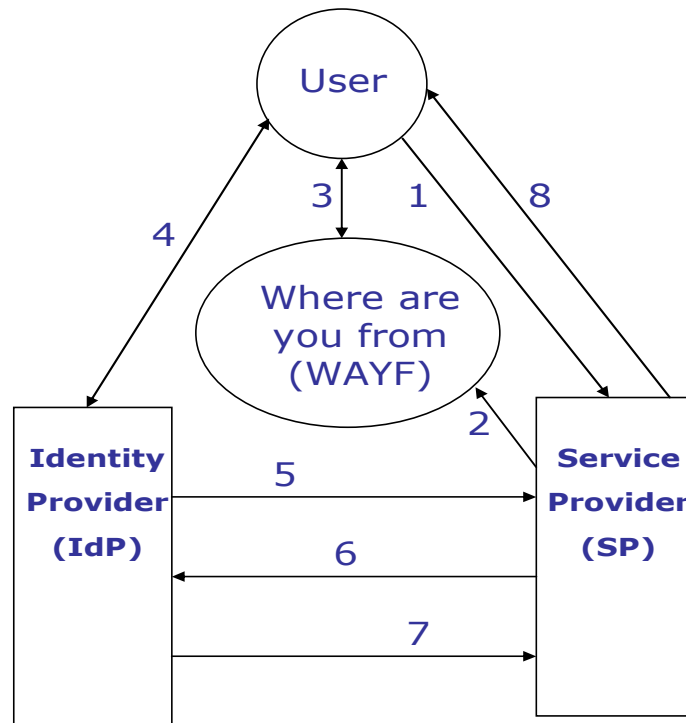 User
3
1
8
4
Where are
you from
(WAYF)
2
Identity
Provider
(IdP)
Service
Provider
(SP)
5
6
7